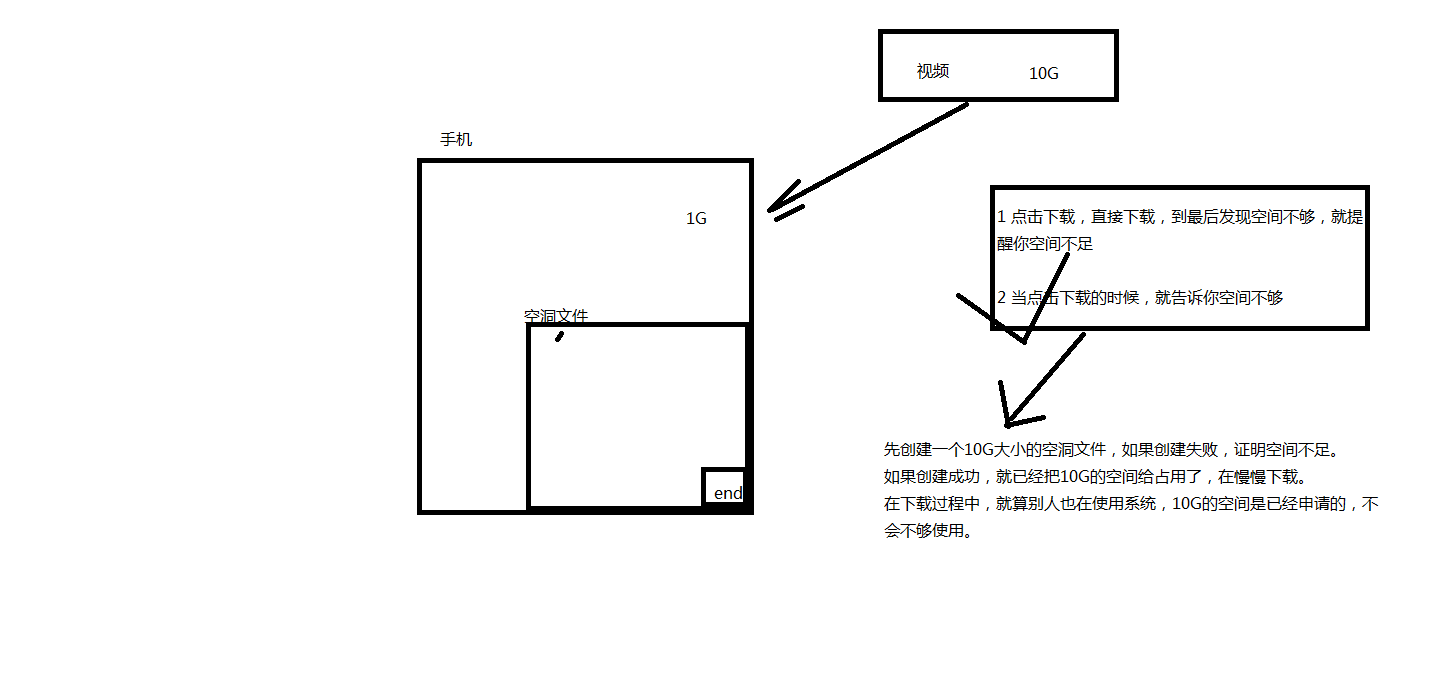 视频 10G
手机
1G
1 点击下载，直接下载，到最后发现空间不够，就提
醒你空间不足
2 当点击下载的时候，就告诉你空间不够
空洞文件
end
先创建一个10G大小的空洞文件，如果创建失败，证明空间不足。
如果创建成功，就已经把10G的空间给占用了，在慢慢下载。
在下载过程中，就算别人也在使用系统，10G的空间是已经申请的，不
会不够使用。